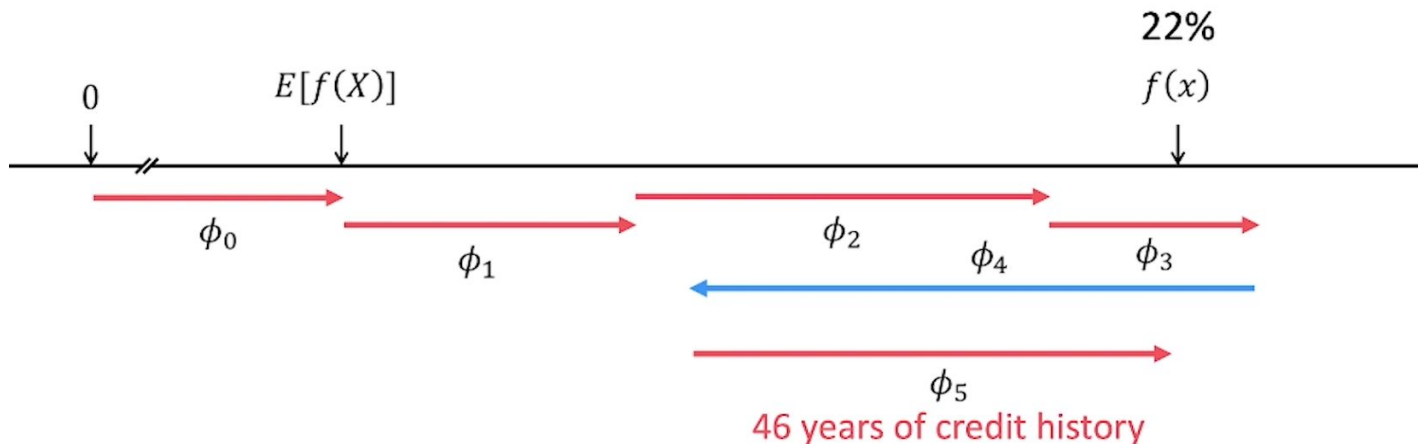 22%
0
E[f(X)]
f(x)
ϕ₀
ϕ₁
ϕ₂
ϕ₃
ϕ₄
ϕ₅
46 years of credit history